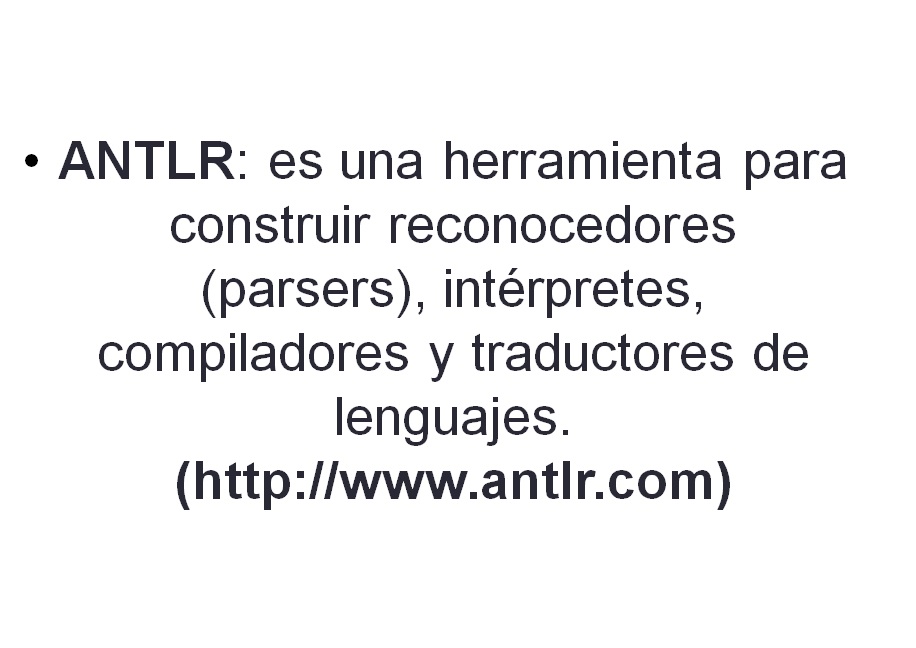 • ANTLR: es una herramienta para
construir reconocedores
(parsers), intérpretes,
compiladores y traductores de
lenguajes.
(http://www.antlr.com)